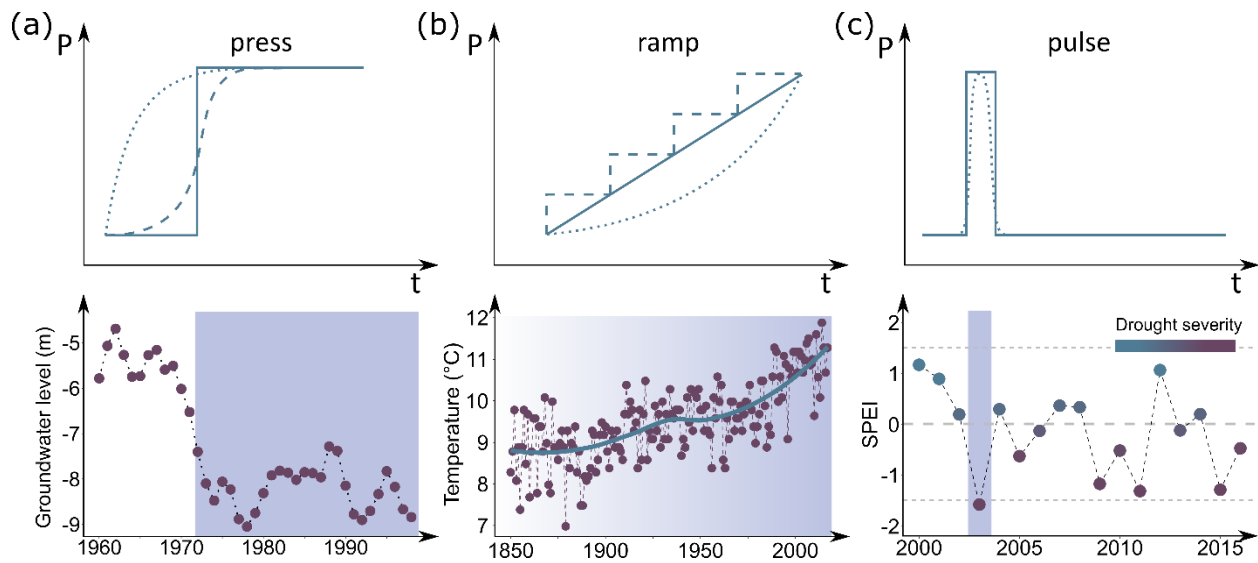 (a)
P
press
t
(b)
P
ramp
t
(c)
P
pulse
t
Groundwater level (m)
-5
-6
-7
-8
-9
1960
1970
1980
1990
Temperature (°C)
12
11
10
9
8
7
1850
1900
1950
2000
SPEI
2
1
0
-1
-2
Drought severity
2000
2005
2010
2015